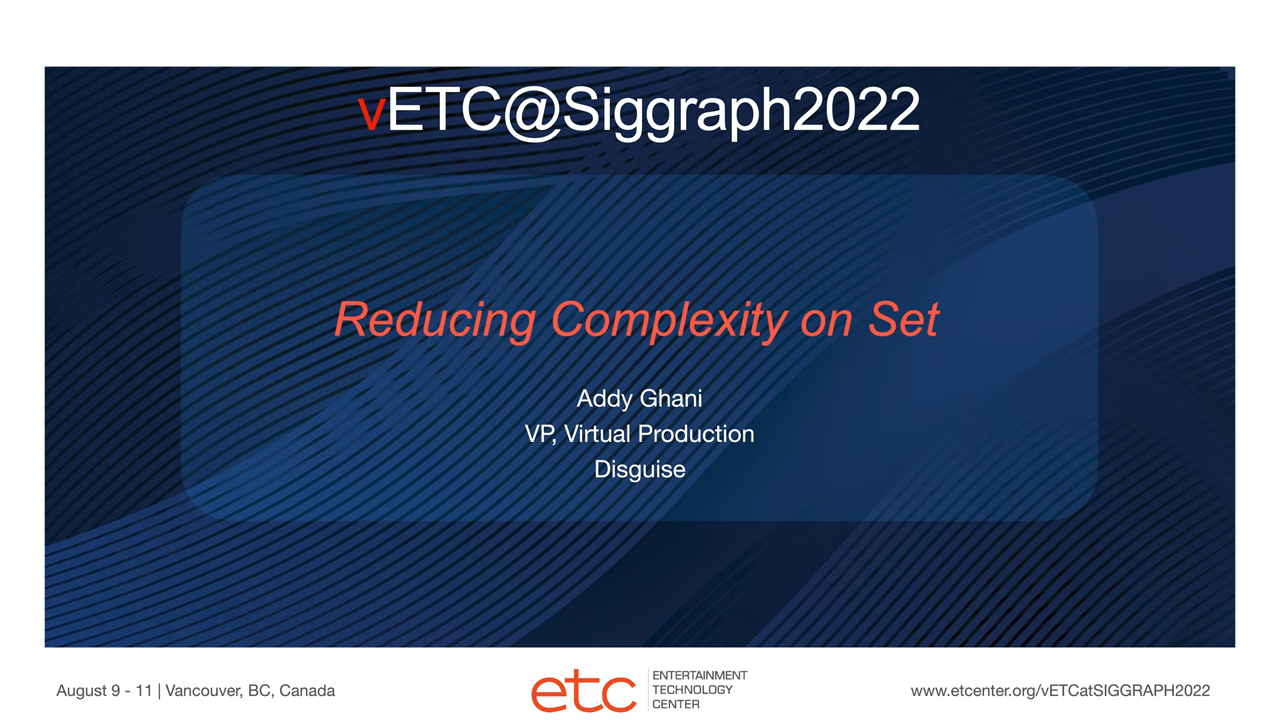 vETC@Siggraph2022
Reducing Complexity on Set
Addy Ghani
VP, Virtual Production
Disguise
August 9 - 11 | Vancouver, BC, Canada
etc
ENTERTAINMENT
TECHNOLOGY
CENTER
www.etcenter.org/vETCatSIGGRAPH2022